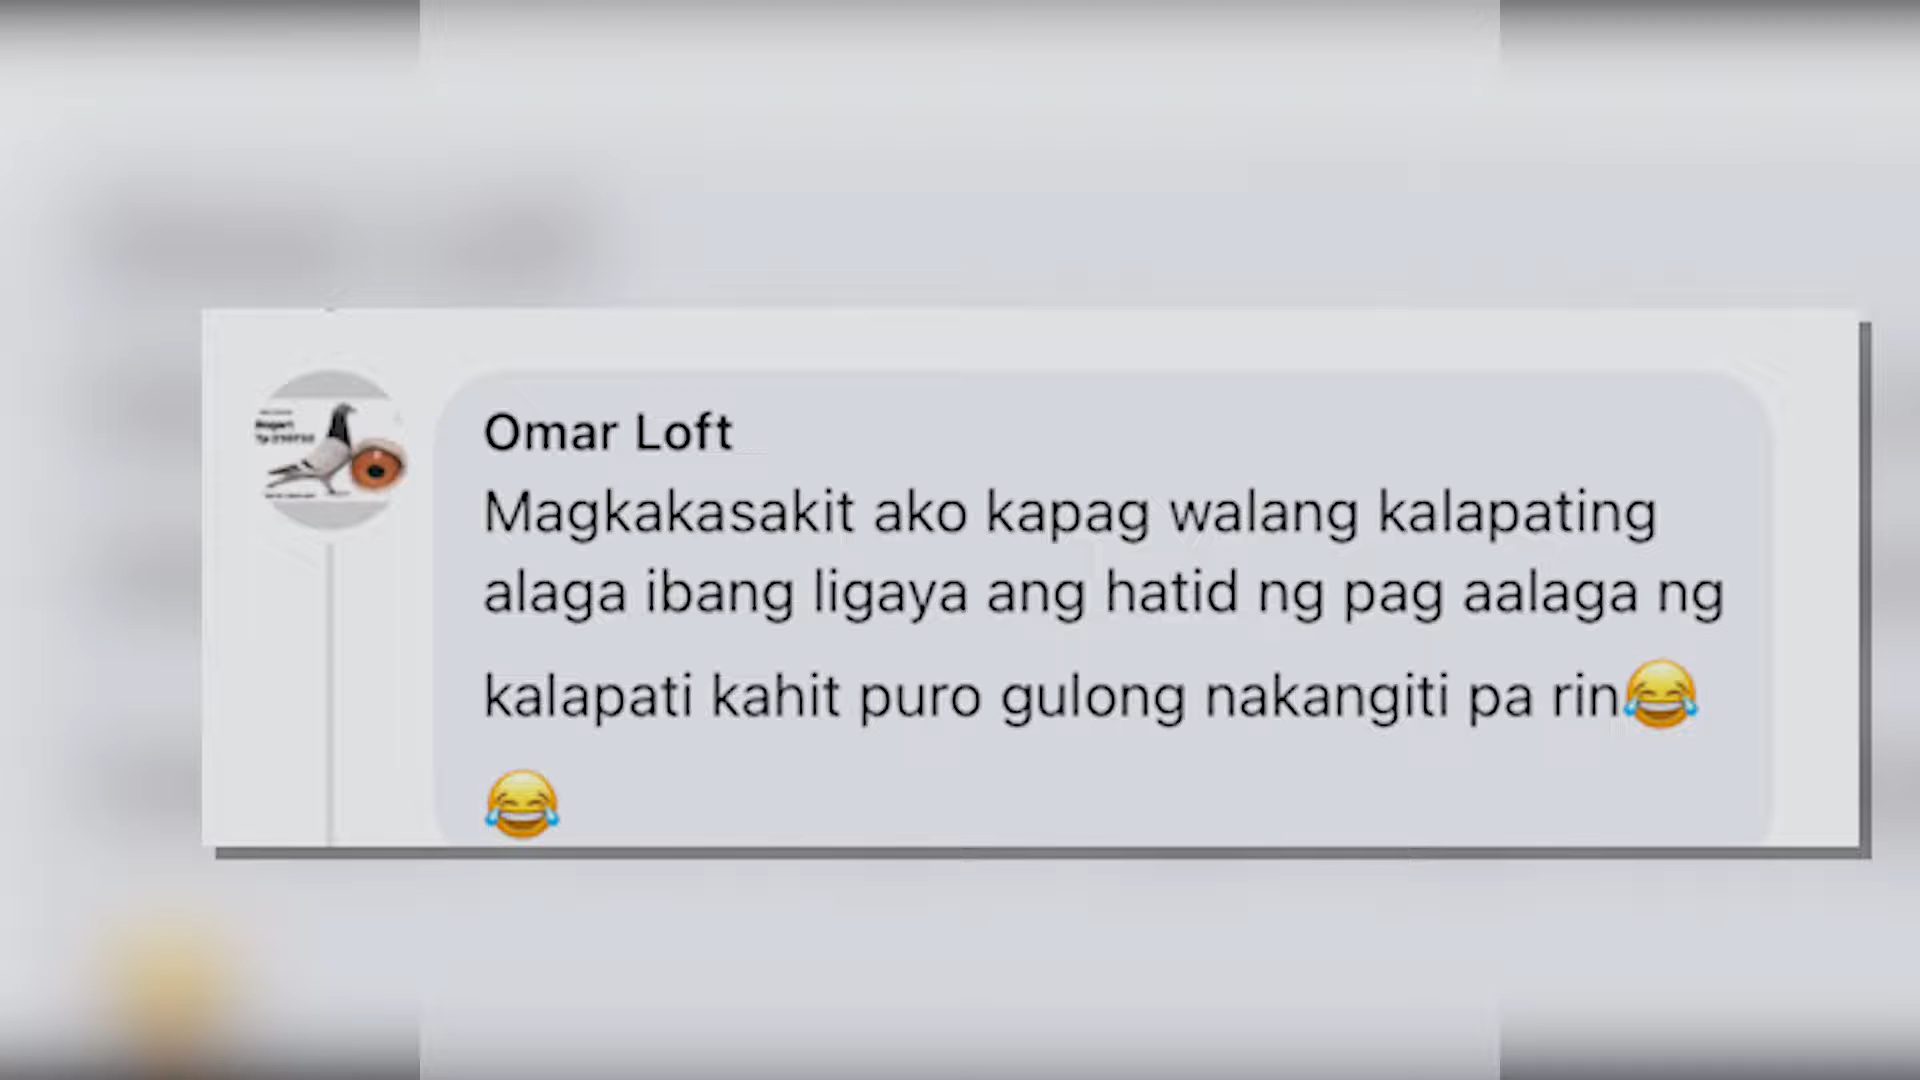 Omar Loft
Magkakasakit ako kapag walang kalapating
alaga ibang ligaya ang hatid ng pag aalaga ng
kalapati kahit puro gulong nakangiti pa rin😂
😂